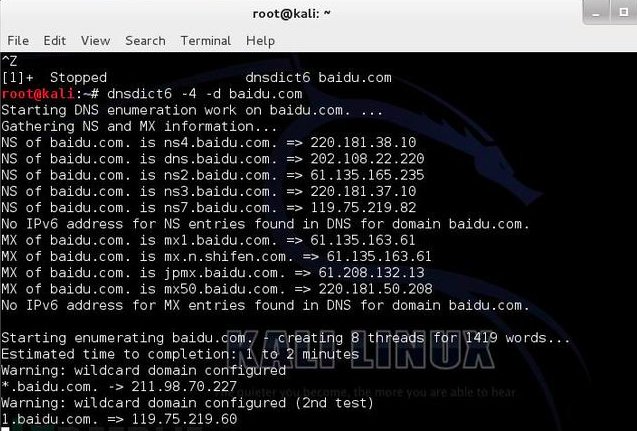 root@kali: ~
File Edit View Search Terminal Help
^Z
[1]+  Stopped                 dnsdict6 baidu.com
root@kali:~# dnsdict6 -4 -d baidu.com
Starting DNS enumeration work on baidu.com. ...
Gathering NS and MX information...
NS of baidu.com. is ns4.baidu.com. => 220.181.38.10
NS of baidu.com. is dns.baidu.com. => 202.108.22.220
NS of baidu.com. is ns2.baidu.com. => 61.135.165.235
NS of baidu.com. is ns3.baidu.com. => 220.181.37.10
NS of baidu.com. is ns7.baidu.com. => 119.75.219.82
No IPv6 address for NS entries found in DNS for domain baidu.com.
MX of baidu.com. is mx1.baidu.com. => 61.135.163.61
MX of baidu.com. is mx.n.shifen.com. => 61.135.163.61
MX of baidu.com. is jpmx.baidu.com. => 61.208.132.13
MX of baidu.com. is mx50.baidu.com. => 220.181.50.208
No IPv6 address for MX entries found in DNS for domain baidu.com.
Starting enumerating baidu.com. - creating 8 threads for 1419 words...
KALI LINUX
Estimated time to completion: 1 to 2 minutes
Warning: wildcard domain configured
*.baidu.com. -> 211.98.70.227
The quieter you become, the more you are able to hear
Warning: wildcard domain configured (2nd test)
1.baidu.com. => 119.75.219.60